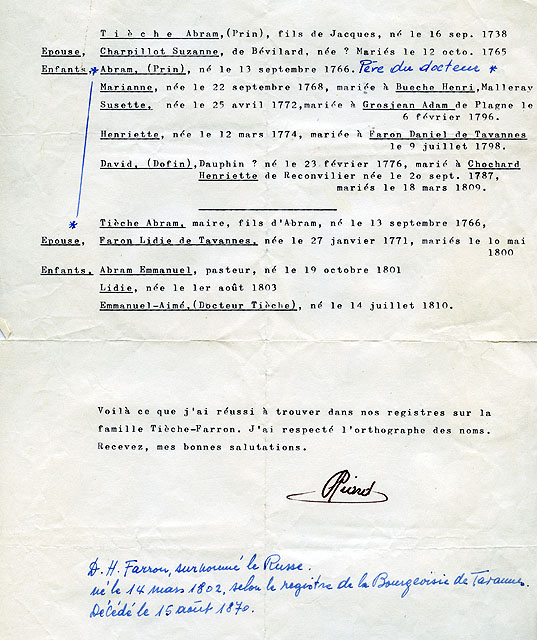 Tièche Abram,(Prin), fils de Jacques, né le 16 sep. 1738
Epouse, Charpillot Suzanne, de Bévilard, née ? Mariés le 12 octo. 1765
Enfants,* Abram, (Prin), né le 13 septembre 1766. Père du docteur *
Marianne, née le 22 septembre 1768, mariée à Bueche Henri,Malleray
Susette, née le 25 avril 1772,mariée à Grosjean Adam de Plagne le
6 février 1796.
Henriette, née le 12 mars 1774, mariée à Faron Daniel de Tavannes
le 9 juillet 1798.
David, (Dofin),Dauphin ? né le 23 février 1776, marié à Chochard
Henriette de Reconvilier née le 2o sept. 1787,
mariés le 18 mars 1809.
* Tièche Abram, maire, fils d'Abram, né le 13 septembre 1766,
Epouse, Faron Lidie de Tavannes, née le 27 janvier 1771, mariés le 1o mai
1800
Enfants, Abram Emmanuel, pasteur, né le 19 octobre 1801
Lidie, née le 1er août 1803
Emmanuel-Aimé,(Docteur Tièche), né le 14 juillet 1810.
Voilà ce que j'ai réussi à trouver dans nos registres sur la
famille Tièche-Farron. J'ai respecté l'orthographe des noms.
Recevez, mes bonnes salutations.
D. H. Farron, surnommé le Russe.
né le 14 mars 1802, selon le registre de la Bourgeoisie de Tavannes.
Décédé le 15 août 1870.